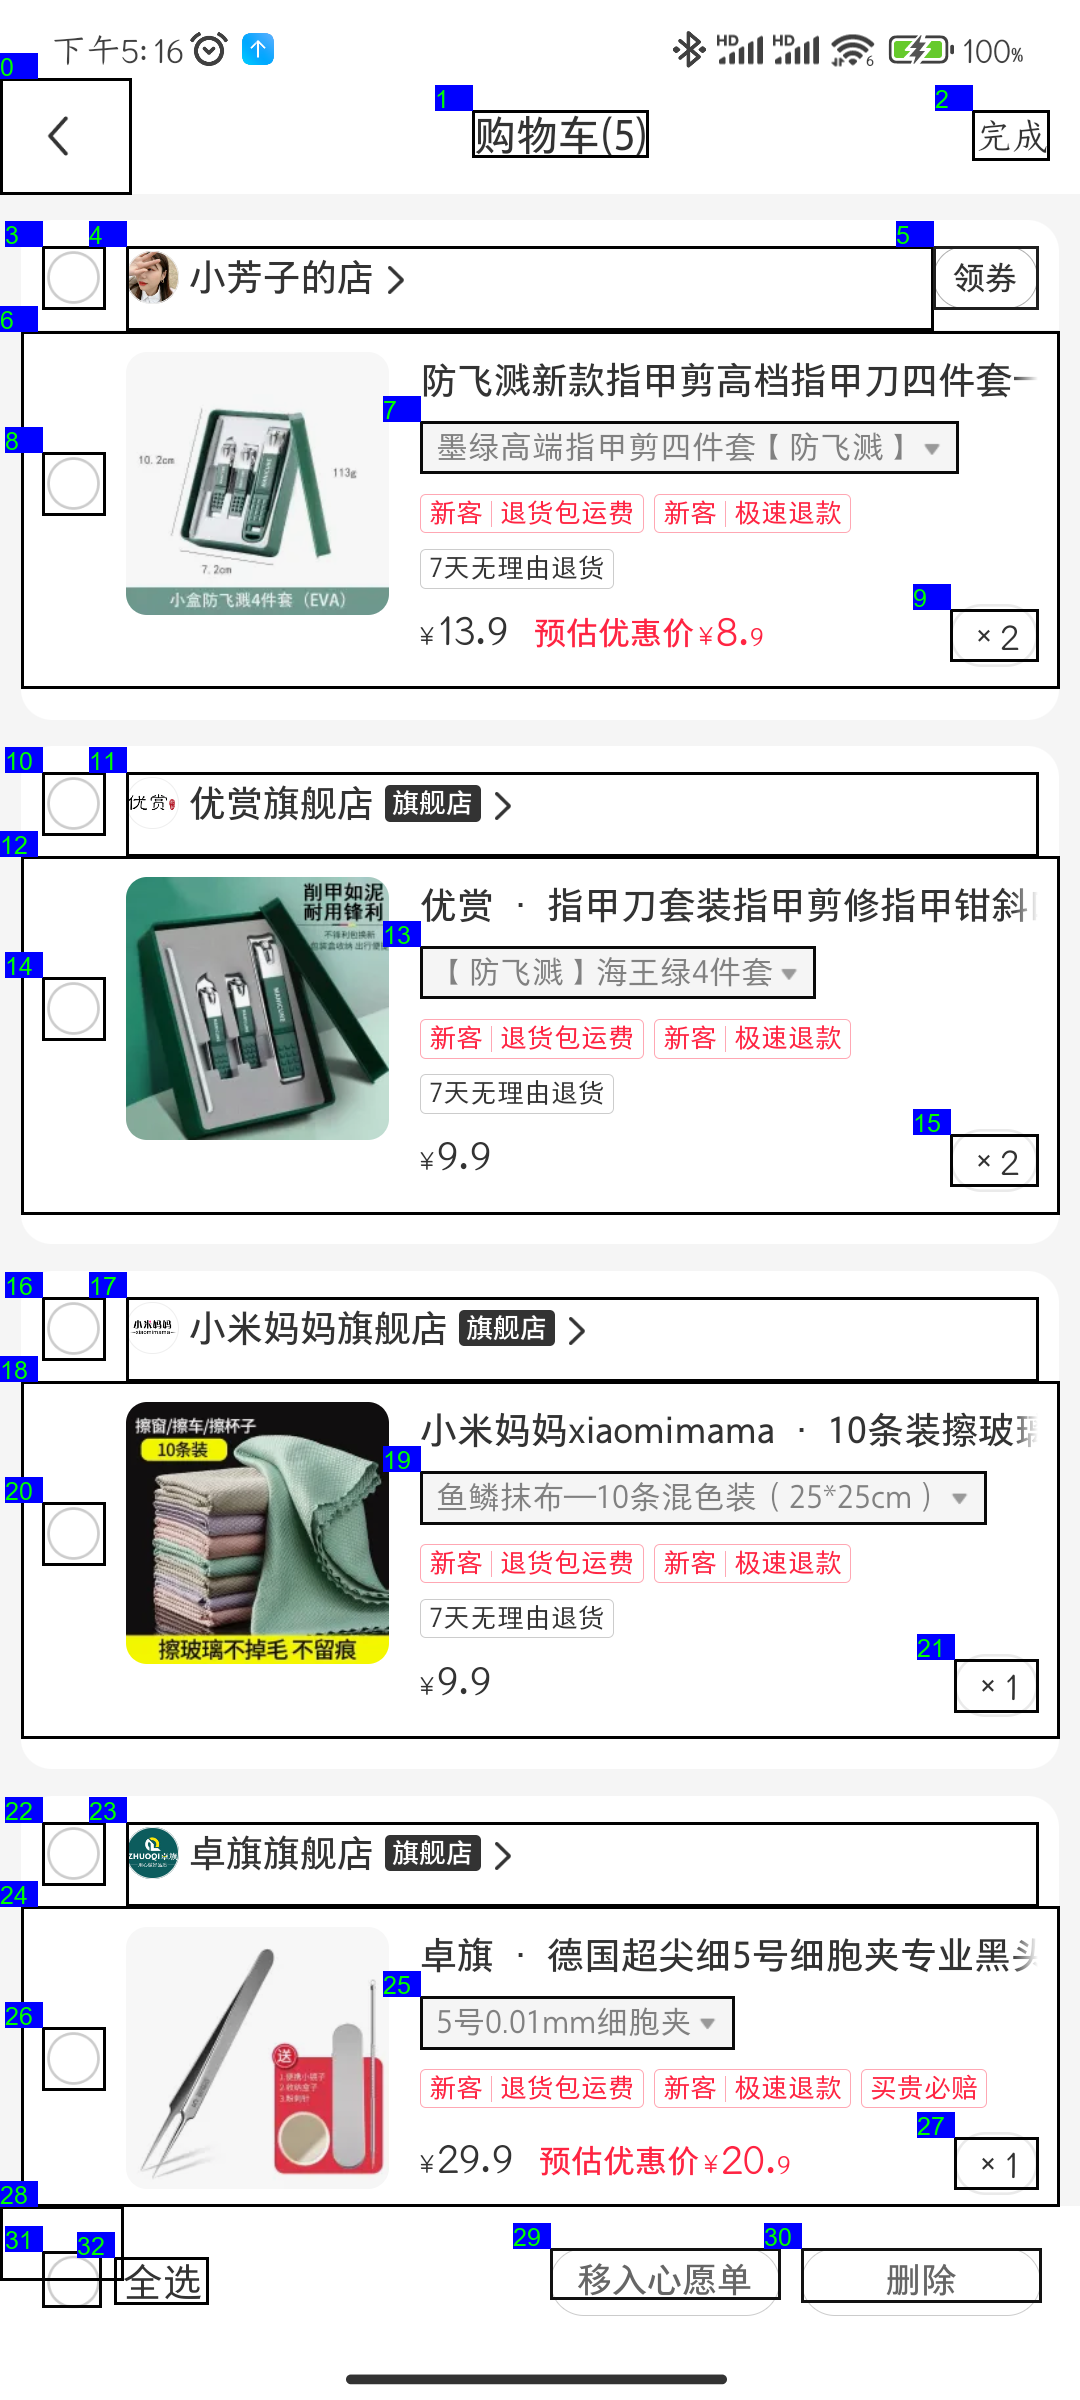 下午5:16
HD HD 6 100%
0
1 购物车(5)
2 完成
3
4 小芳子的店
5 领券
6
防飞溅新款指甲剪高档指甲刀四件套
7 墨绿高端指甲剪四件套【防飞溅】
8
10.2cm
113g
7.2cm
小盒防飞溅4件套（EVA）
新客 退货包运费 新客 极速退款
7天无理由退货
¥13.9 预估优惠价¥8.9
9 ×2
10
11 优赏 优赏旗舰店 旗舰店
12
削甲如泥
耐用锋利
优赏 · 指甲刀套装指甲剪修指甲钳斜
13 【防飞溅】海王绿4件套
14
MANICURE
新客 退货包运费 新客 极速退款
7天无理由退货
¥9.9
15 ×2
16
17 小米妈妈 xiaomimama 小米妈妈旗舰店 旗舰店
18
擦窗/擦车/擦杯子
10条装
小米妈妈xiaomimama · 10条装擦玻璃
19 鱼鳞抹布—10条混色装（25*25cm）
20
擦玻璃不掉毛 不留痕
新客 退货包运费 新客 极速退款
7天无理由退货
¥9.9
21 ×1
22
23 ZHUOQI卓旗 卓旗旗舰店 旗舰店
24
卓旗 · 德国超尖细5号细胞夹专业黑头
25 5号0.01mm细胞夹
26
送
新客 退货包运费 新客 极速退款 买贵必赔
¥29.9 预估优惠价¥20.9
27 ×1
28
31
32 全选
29 移入心愿单
30 删除